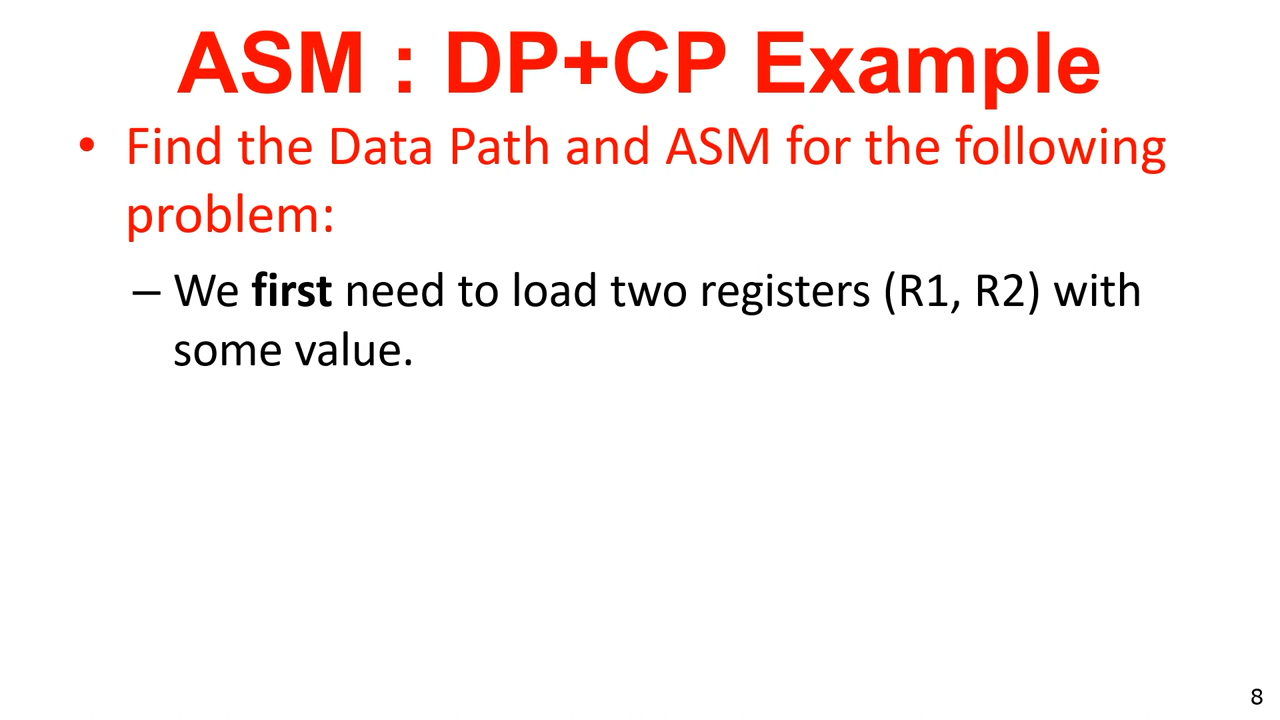 ASM : DP+CP Example
• Find the Data Path and ASM for the following
problem:
– We first need to load two registers (R1, R2) with
some value.
8